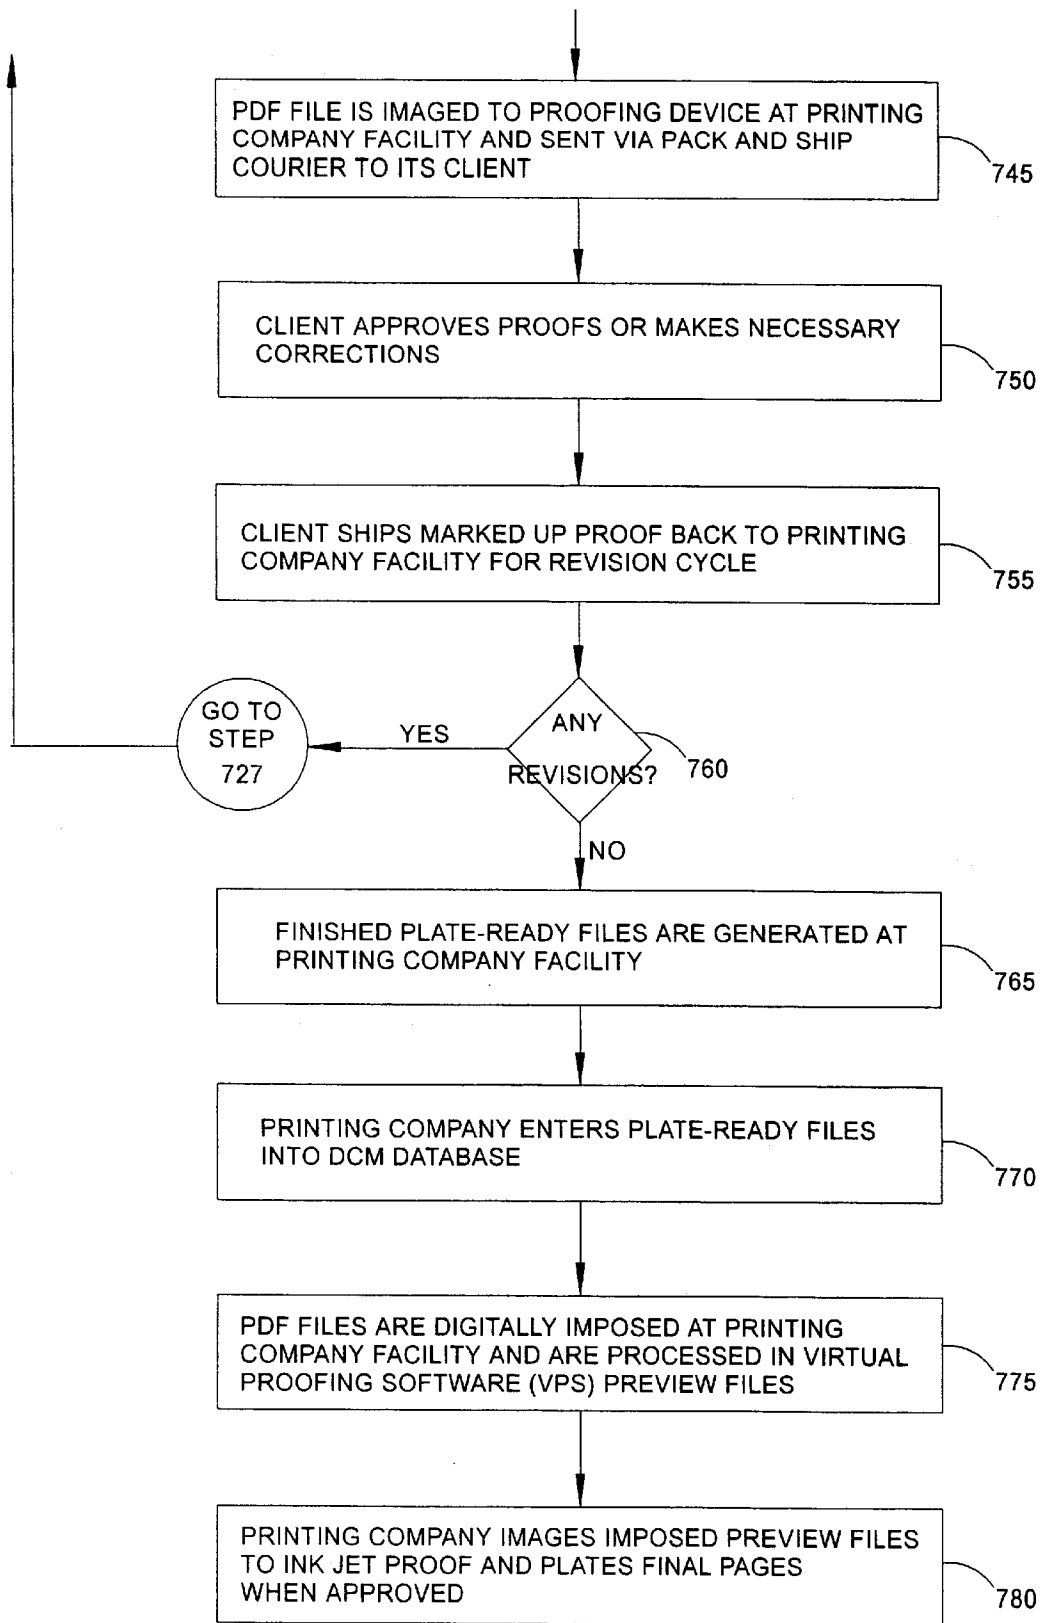 PDF FILE IS IMAGED TO PROOFING DEVICE AT PRINTING
COMPANY FACILITY AND SENT VIA PACK AND SHIP
COURIER TO ITS CLIENT
745
CLIENT APPROVES PROOFS OR MAKES NECESSARY
CORRECTIONS
750
CLIENT SHIPS MARKED UP PROOF BACK TO PRINTING
COMPANY FACILITY FOR REVISION CYCLE
755
GO TO
STEP
727
YES
ANY
REVISIONS?
760
NO
FINISHED PLATE-READY FILES ARE GENERATED AT
PRINTING COMPANY FACILITY
765
PRINTING COMPANY ENTERS PLATE-READY FILES
INTO DCM DATABASE
770
PDF FILES ARE DIGITALLY IMPOSED AT PRINTING
COMPANY FACILITY AND ARE PROCESSED IN VIRTUAL
PROOFING SOFTWARE (VPS) PREVIEW FILES
775
PRINTING COMPANY IMAGES IMPOSED PREVIEW FILES
TO INK JET PROOF AND PLATES FINAL PAGES
WHEN APPROVED
780